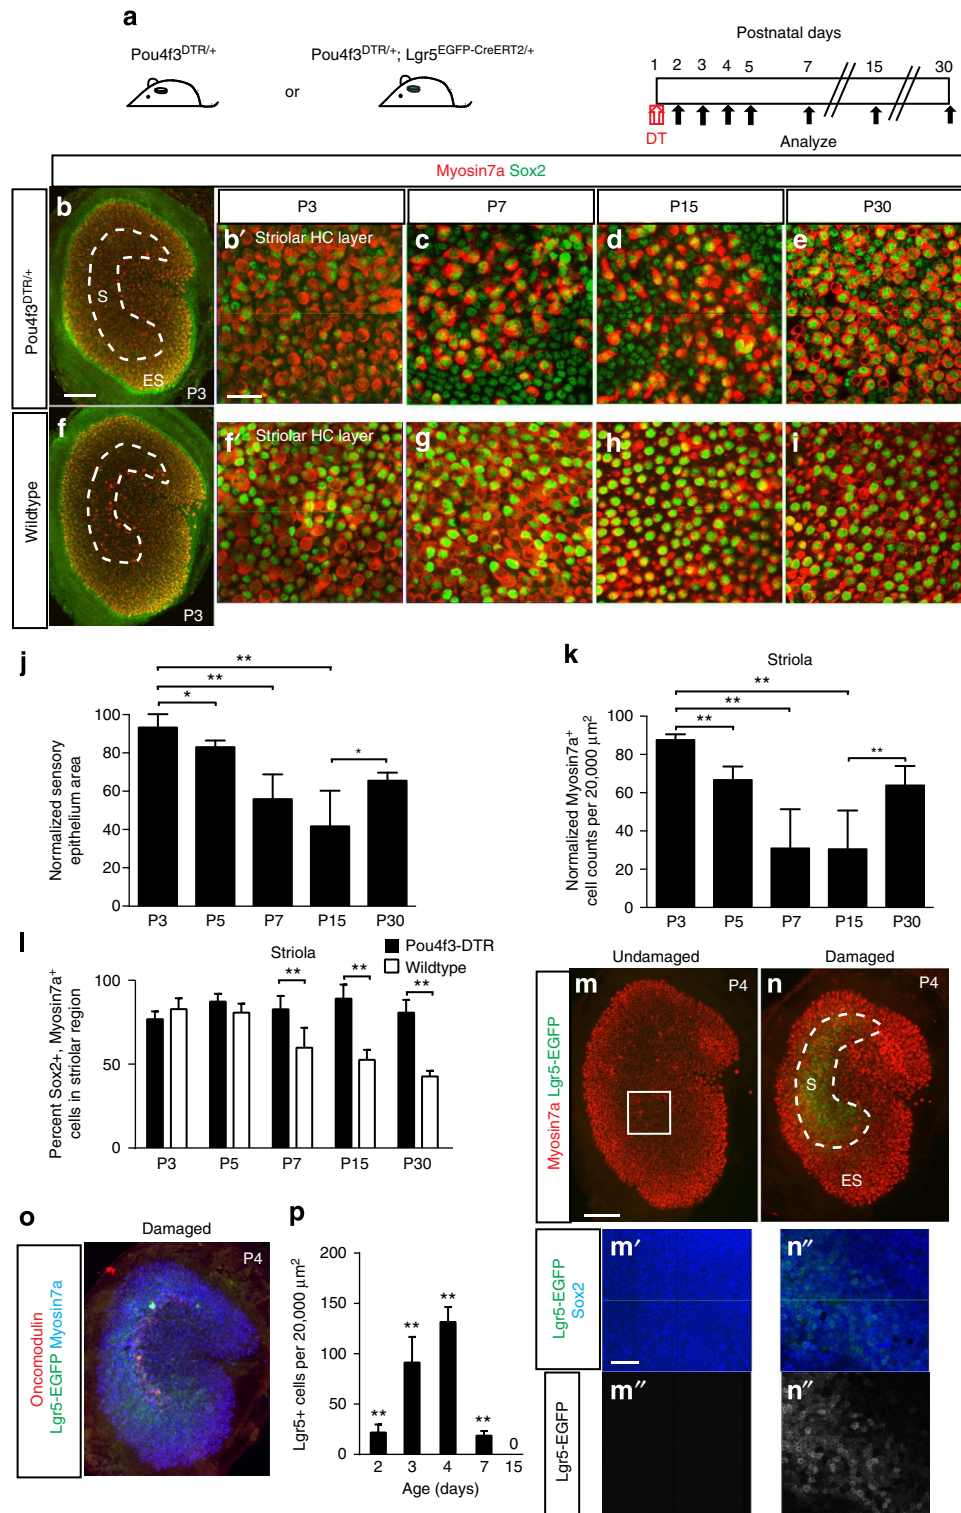 a
Pou4f3DTR/+
or
Pou4f3DTR/+; Lgr5EGFP-CreERT2/+
Postnatal days
1 2 3 4 5 7 15 30
DT
Analyze
Myosin7a Sox2
P3 P7 P15 P30
Pou4f3DTR/+
b
S
ES
P3
b′ Striolar HC layer
c
d
e
Wildtype
f
P3
f′ Striolar HC layer
g
h
i
j
Normalized sensory
epithelium area
100
80
60
40
20
0
** 
**
*
*
P3 P5 P7 P15 P30
k
Striola
Normalized Myosin7a+
cell counts per 20,000 µm2
100
80
60
40
20
0
**
**
**
**
P3 P5 P7 P15 P30
l
Striola
Pou4f3-DTR
Wildtype
Percent Sox2+, Myosin7a+
cells in striolar region
100
50
0
** ** **
P3 P5 P7 P15 P30
Undamaged
Damaged
Myosin7a Lgr5-EGFP
m
P4
n
P4
S
ES
Lgr5-EGFP
Sox2
m′
n″
Lgr5-EGFP
m″
n″
o
Damaged
P4
Oncomodulin
Lgr5-EGFP Myosin7a
p
Lgr5+ cells per 20,000 µm2
200
150
100
50
0
** ** ** ** 0
2 3 4 7 15
Age (days)